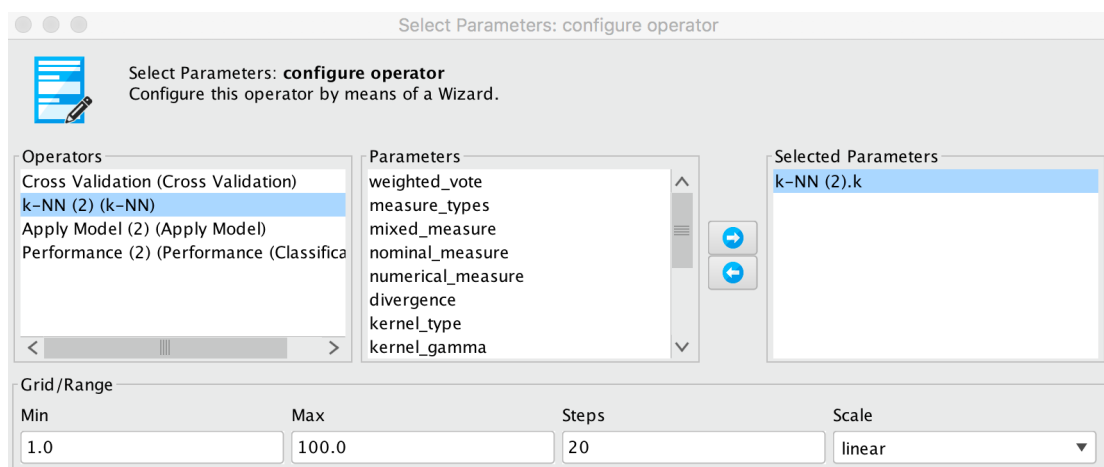 Select Parameters: configure operator
Select Parameters: configure operator
Configure this operator by means of a Wizard.
Operators
Cross Validation (Cross Validation)
k-NN (2) (k-NN)
Apply Model (2) (Apply Model)
Performance (2) (Performance (Classifica
Parameters
weighted_vote
measure_types
mixed_measure
nominal_measure
numerical_measure
divergence
kernel_type
kernel_gamma
Selected Parameters
k-NN (2).k
Grid/Range
Min
Max
Steps
Scale
1.0
100.0
20
linear